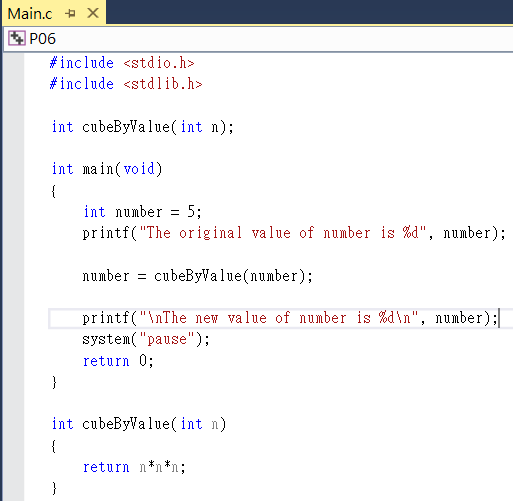 Main.c
P06
#include <stdio.h>
#include <stdlib.h>
int cubeByValue(int n);
int main(void)
{
int number = 5;
printf("The original value of number is %d", number);
number = cubeByValue(number);
printf("\nThe new value of number is %d\n", number);
system("pause");
return 0;
}
int cubeByValue(int n)
{
return n*n*n;
}